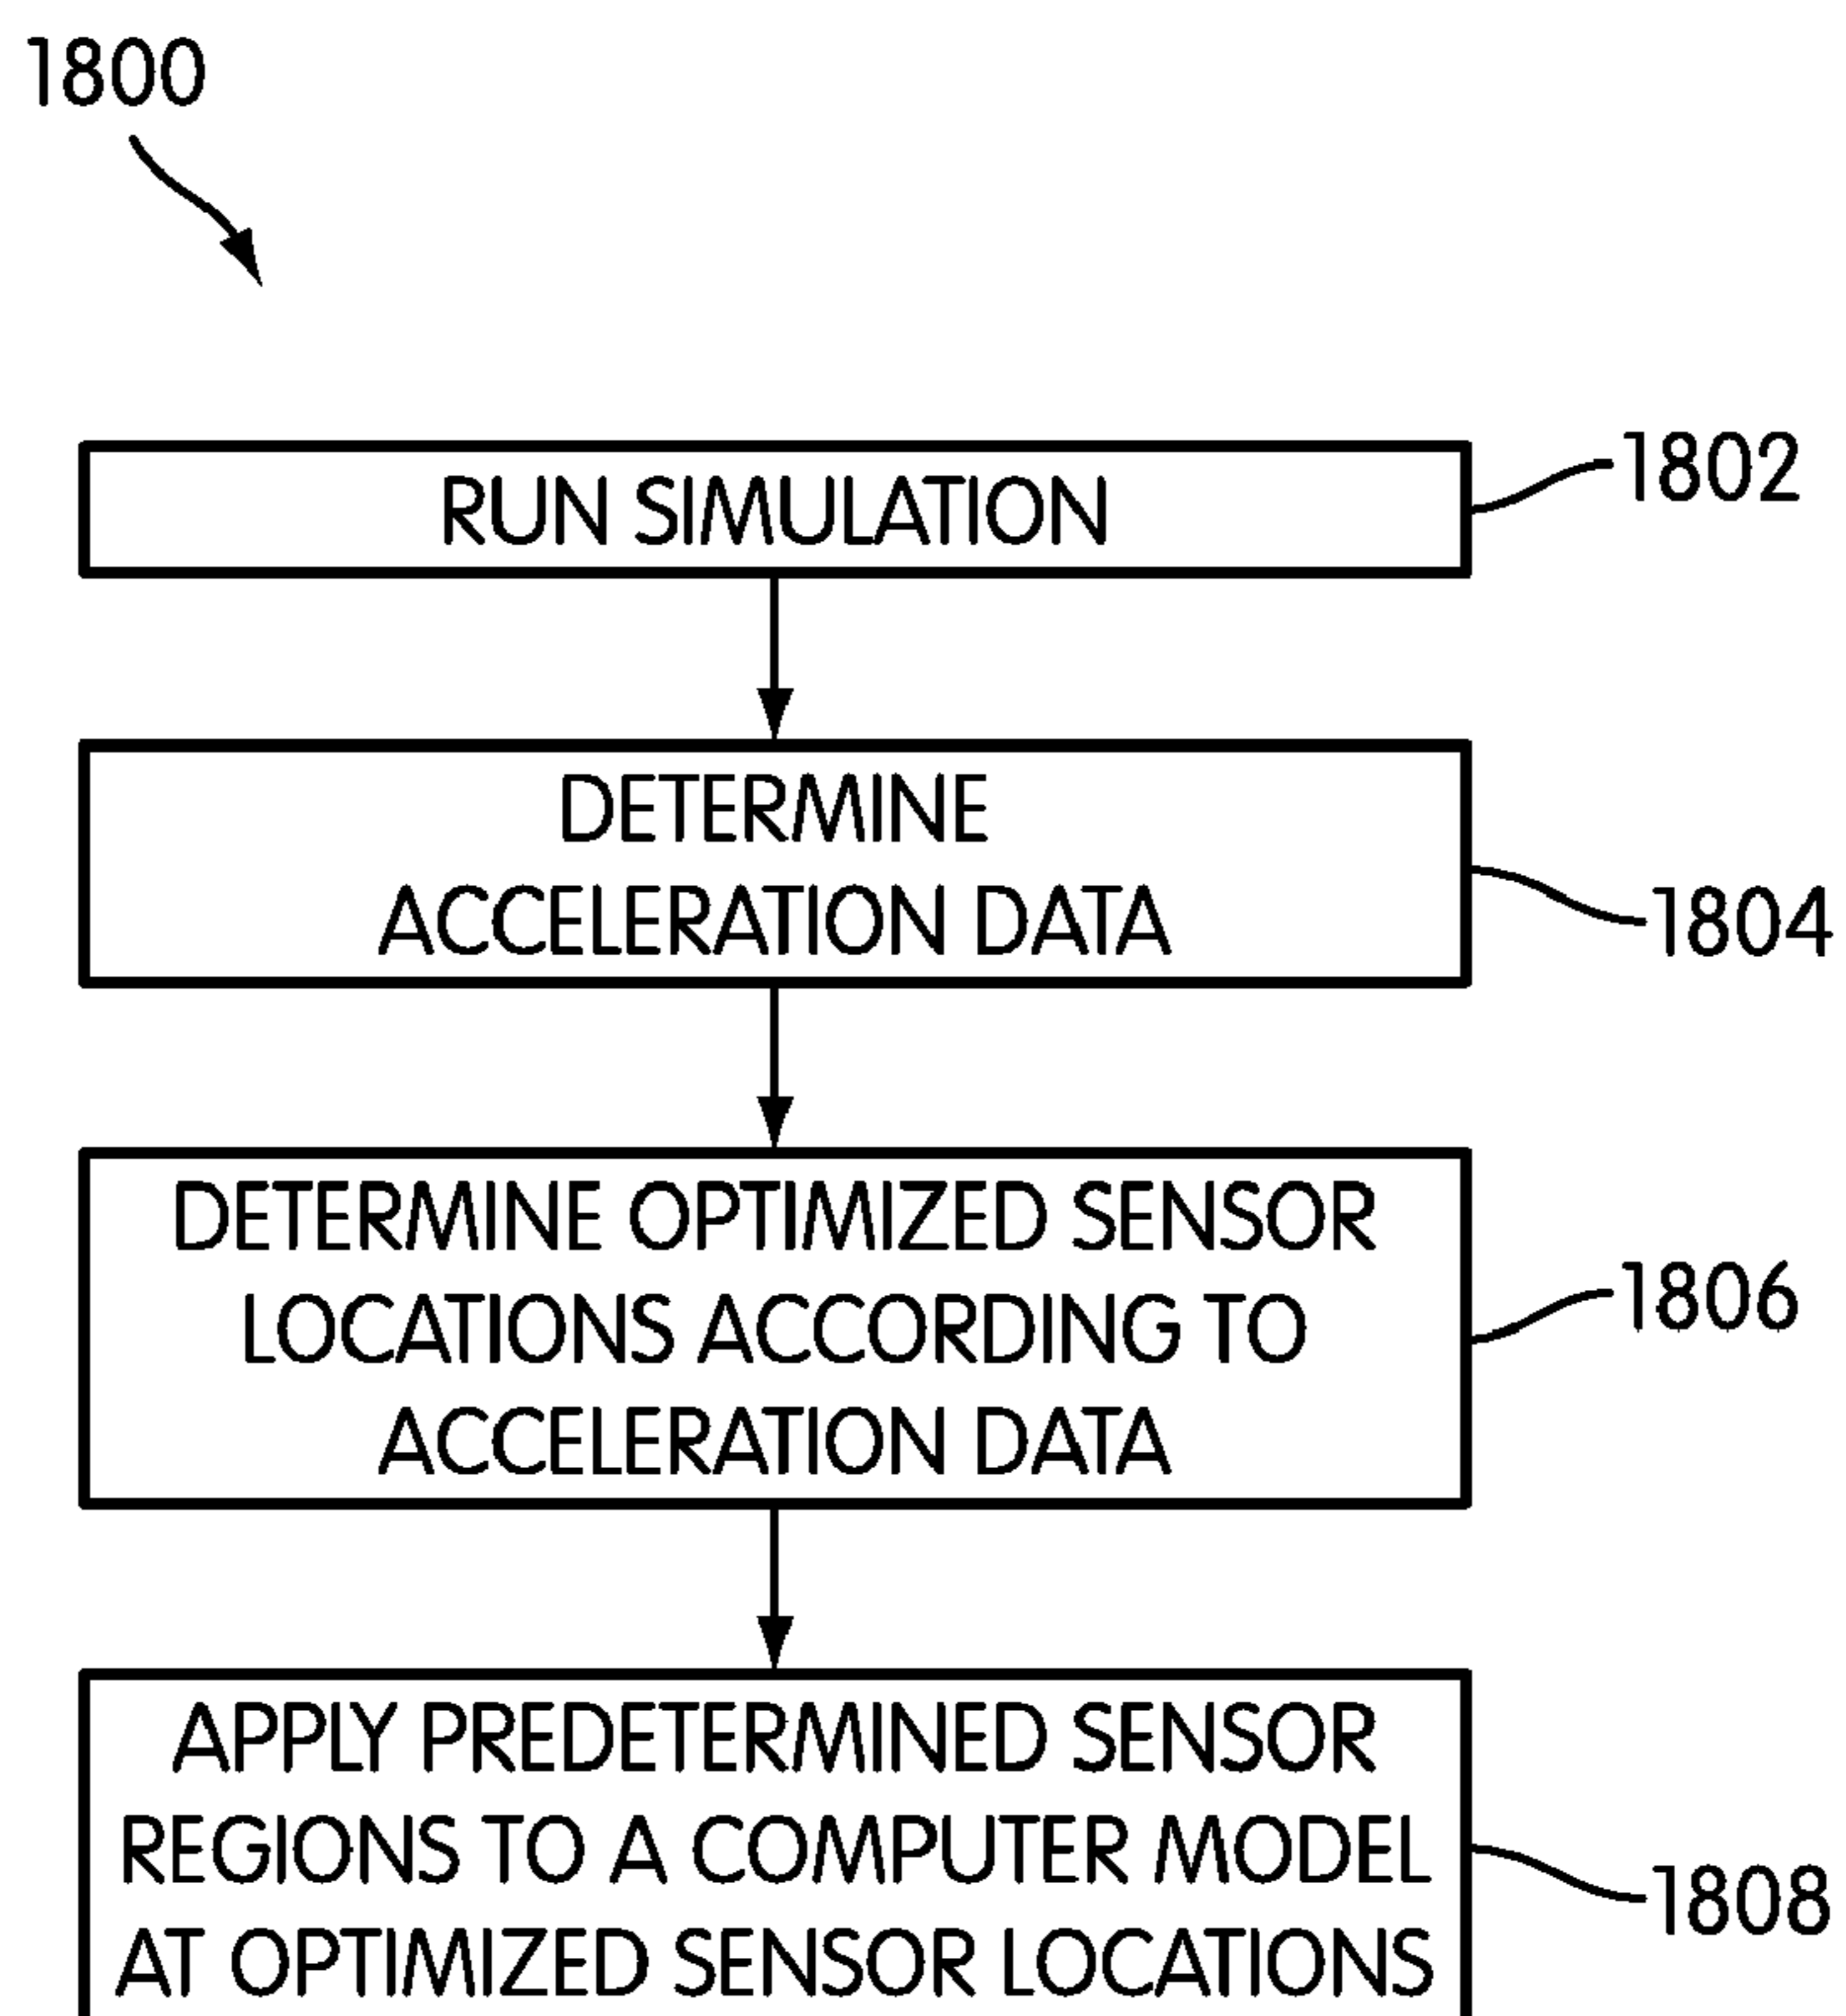 1800
RUN SIMULATION
1802
DETERMINE
ACCELERATION DATA
1804
DETERMINE OPTIMIZED SENSOR
LOCATIONS ACCORDING TO
ACCELERATION DATA
1806
APPLY PREDETERMINED SENSOR
REGIONS TO A COMPUTER MODEL
AT OPTIMIZED SENSOR LOCATIONS
1808